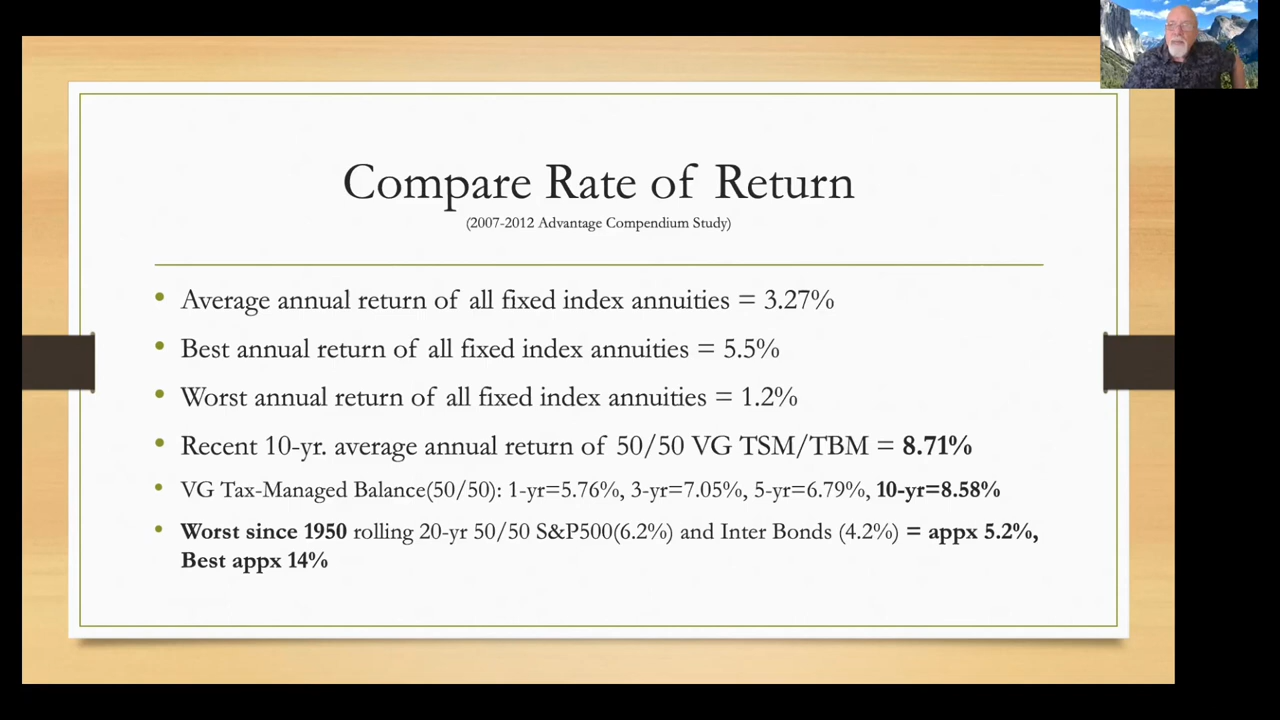 Compare Rate of Return
(2007-2012 Advantage Compendium Study)
• Average annual return of all fixed index annuities = 3.27%
• Best annual return of all fixed index annuities = 5.5%
• Worst annual return of all fixed index annuities = 1.2%
• Recent 10-yr. average annual return of 50/50 VG TSM/TBM = 8.71%
• VG Tax-Managed Balance(50/50): 1-yr=5.76%, 3-yr=7.05%, 5-yr=6.79%, 10-yr=8.58%
• Worst since 1950 rolling 20-yr 50/50 S&P500(6.2%) and Inter Bonds (4.2%) = appx 5.2%,
Best appx 14%